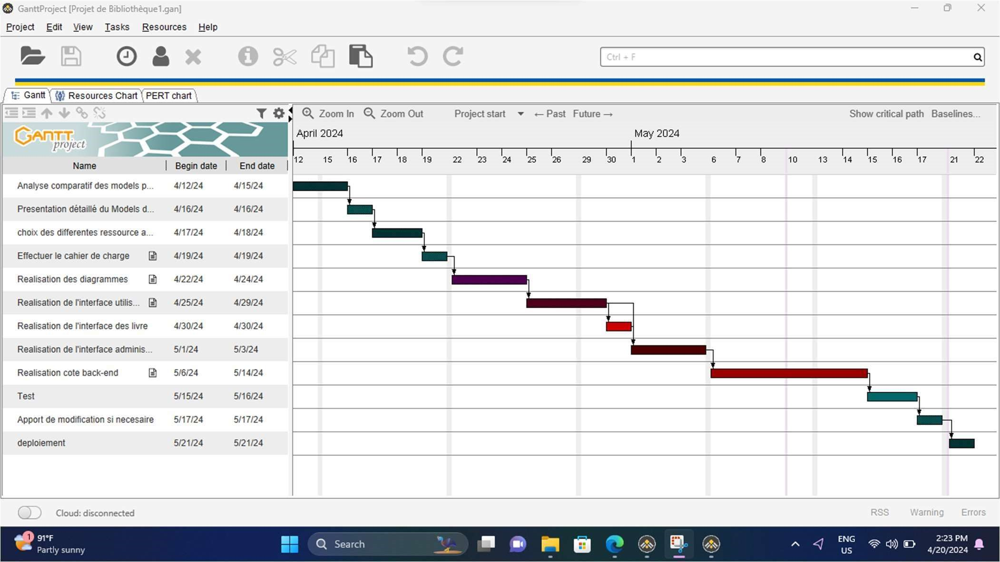 GanttProject [Projet de Bibliothèque1.gan]
Project Edit View Tasks Resources Help
Ctrl + F
Gantt Resources Chart PERT chart
Zoom In Zoom Out Project start ← Past Future → Show critical path Baselines...
GANTT project
April 2024 May 2024
12 15 16 17 18 19 22 23 24 25 26 29 30 1 2 3 6 7 8 10 13 14 15 16 17 21 22
Name Begin date End date
Analyse comparatif des models p... 4/12/24 4/15/24
Presentation détaillé du Models d... 4/16/24 4/16/24
choix des differentes ressource a... 4/17/24 4/18/24
Effectuer le cahier de charge 4/19/24 4/19/24
Realisation des diagrammes 4/22/24 4/24/24
Realisation de l'interface utilis... 4/25/24 4/29/24
Realisation de l'interface des livre 4/30/24 4/30/24
Realisation de l'interface adminis... 5/1/24 5/3/24
Realisation cote back-end 5/6/24 5/14/24
Test 5/15/24 5/16/24
Apport de modification si necesaire 5/17/24 5/17/24
deploiement 5/21/24 5/21/24
Cloud: disconnected RSS Warning Errors
1 91°F
Partly sunny
Search
ENG
US
2:23 PM
4/20/2024